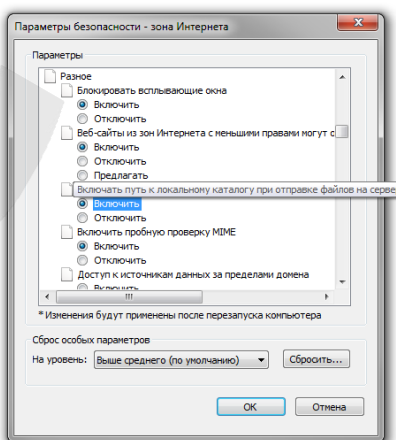 Параметры безопасности - зона Интернета
Параметры
Разное
Блокировать всплывающие окна
Включить
Отключить
Веб-сайты из зон Интернета с меньшими правами могут о
Включить
Отключить
Предлагать
Включать путь к локальному каталогу при отправке файлов на серве
Включить
Отключить
Включить пробную проверку MIME
Включить
Отключить
Доступ к источникам данных за пределами домена
Включить
* Изменения будут применены после перезапуска компьютера
Сброс особых параметров
На уровень: Выше среднего (по умолчанию) Сбросить...
ОК Отмена